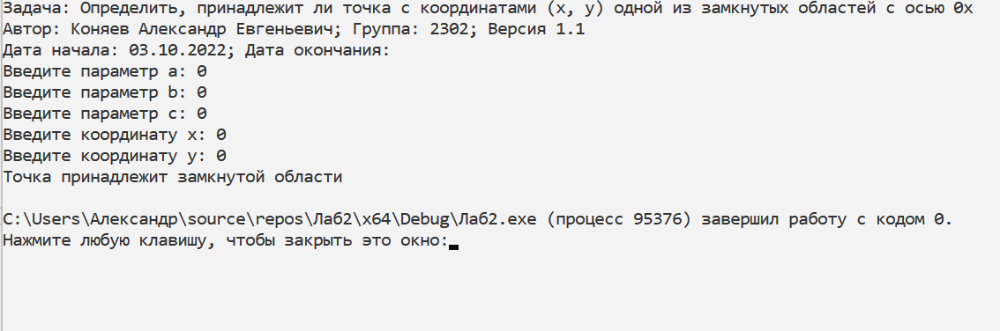 Задача: Определить, принадлежит ли точка с координатами (x, y) одной из замкнутых областей с осью 0x
Автор: Коняев Александр Евгеньевич; Группа: 2302; Версия 1.1
Дата начала: 03.10.2022; Дата окончания:
Введите параметр a: 0
Введите параметр b: 0
Введите параметр c: 0
Введите координату x: 0
Введите координату y: 0
Точка принадлежит замкнутой области
C:\Users\Александр\source\repos\Лаб2\x64\Debug\Лаб2.exe (процесс 95376) завершил работу с кодом 0.
Нажмите любую клавишу, чтобы закрыть это окно: